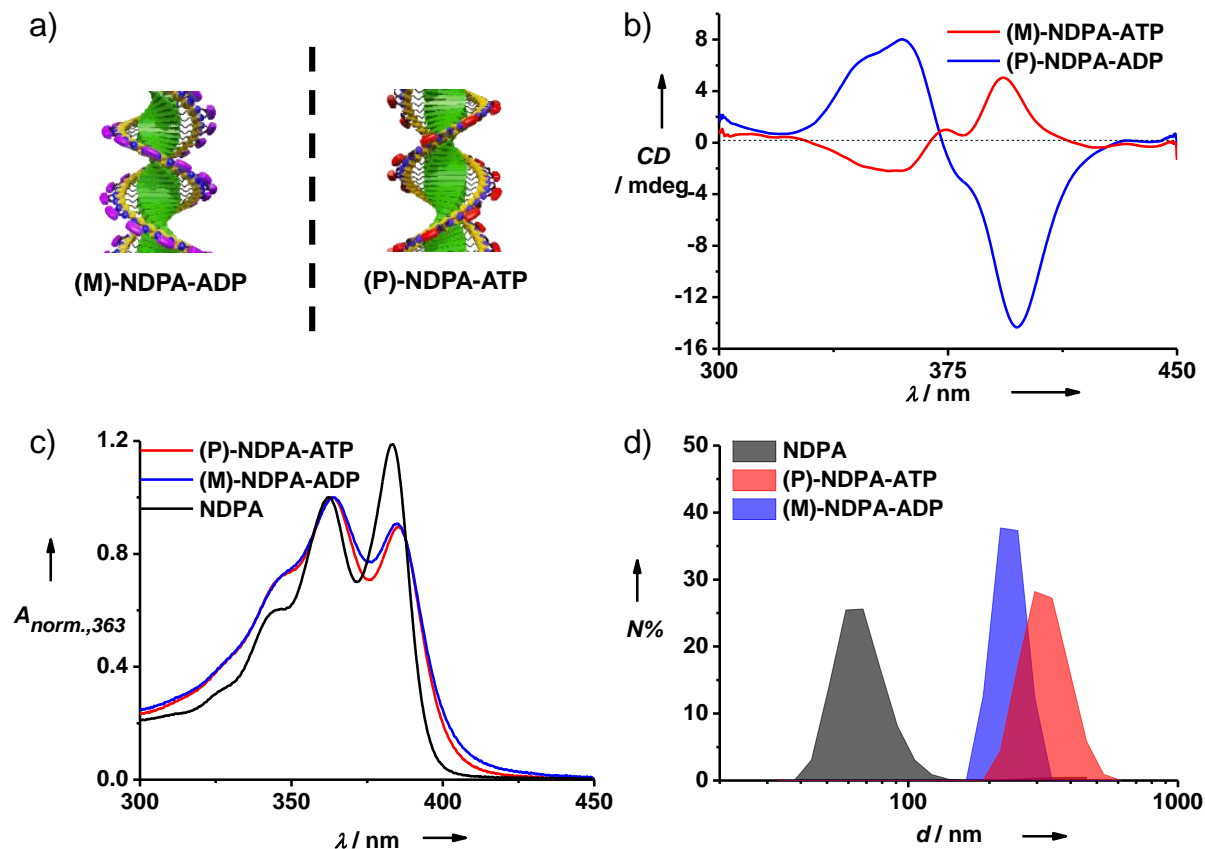 a)
(M)-NDPA-ADP
(P)-NDPA-ATP
b)
(M)-NDPA-ATP
(P)-NDPA-ADP
8
4
0
-4
-8
-12
-16
CD
/ mdeg
300
375
450
λ / nm
c)
(P)-NDPA-ATP
(M)-NDPA-ADP
NDPA
1.2
0.8
0.4
0.0
A norm.,363
300
350
400
450
λ / nm
d)
NDPA
(P)-NDPA-ATP
(M)-NDPA-ADP
50
40
30
20
10
0
N%
100
1000
d / nm